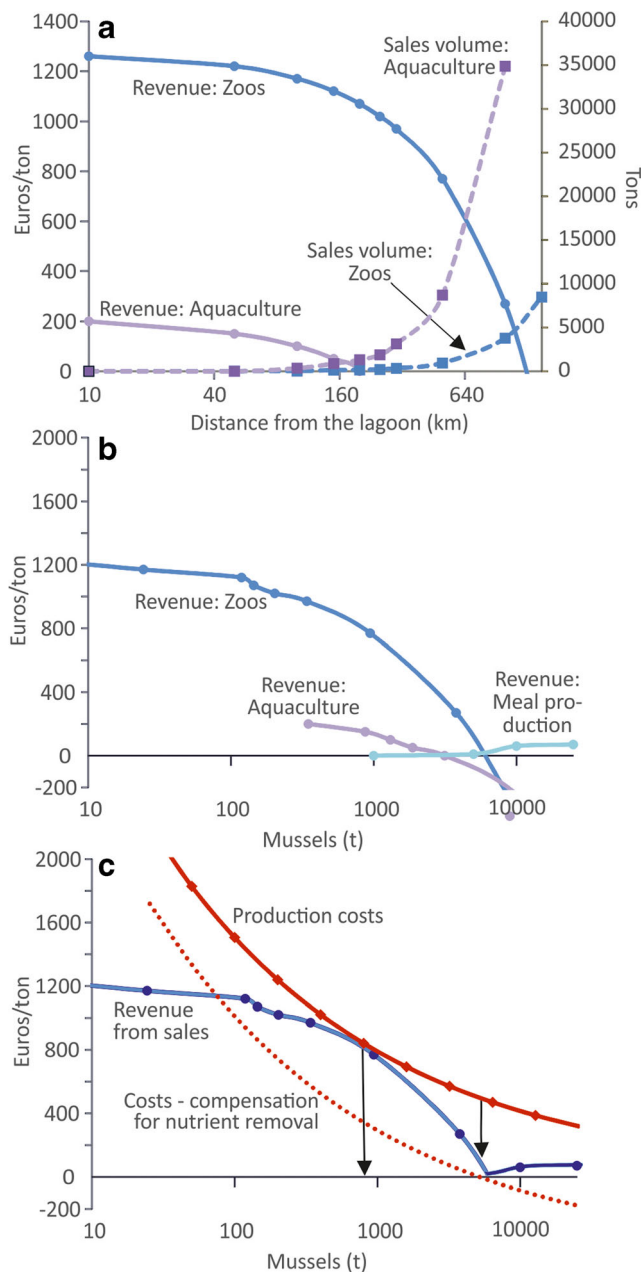 a
1400
1200
1000
800
600
400
200
0
Euros/ton
40000
35000
30000
25000
20000
15000
10000
5000
0
Tons
Sales volume:
Aquaculture
Revenue: Zoos
Sales volume:
Zoos
Revenue: Aquaculture
10 40 160 640
Distance from the lagoon (km)
b
2000
1600
1200
800
400
0
-200
Euros/ton
Revenue: Zoos
Revenue:
Aquaculture
Revenue:
Meal pro-
duction
10 100 1000 10000
Mussels (t)
c
2000
1600
1200
800
400
0
-200
Euros/ton
Production costs
Revenue
from sales
Costs - compensation
for nutrient removal
10 100 1000 10000
Mussels (t)